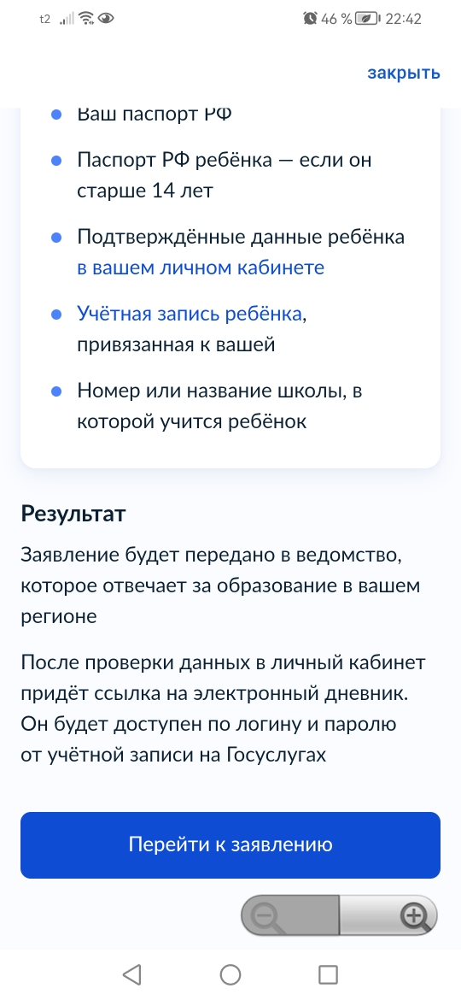 t2 46 % 22:42
закрыть
Ваш паспорт РФ
Паспорт РФ ребёнка — если он
старше 14 лет
Подтверждённые данные ребёнка
в вашем личном кабинете
Учётная запись ребёнка,
привязанная к вашей
Номер или название школы, в
которой учится ребёнок
Результат
Заявление будет передано в ведомство,
которое отвечает за образование в вашем
регионе
После проверки данных в личный кабинет
придёт ссылка на электронный дневник.
Он будет доступен по логину и паролю
от учётной записи на Госуслугах
Перейти к заявлению